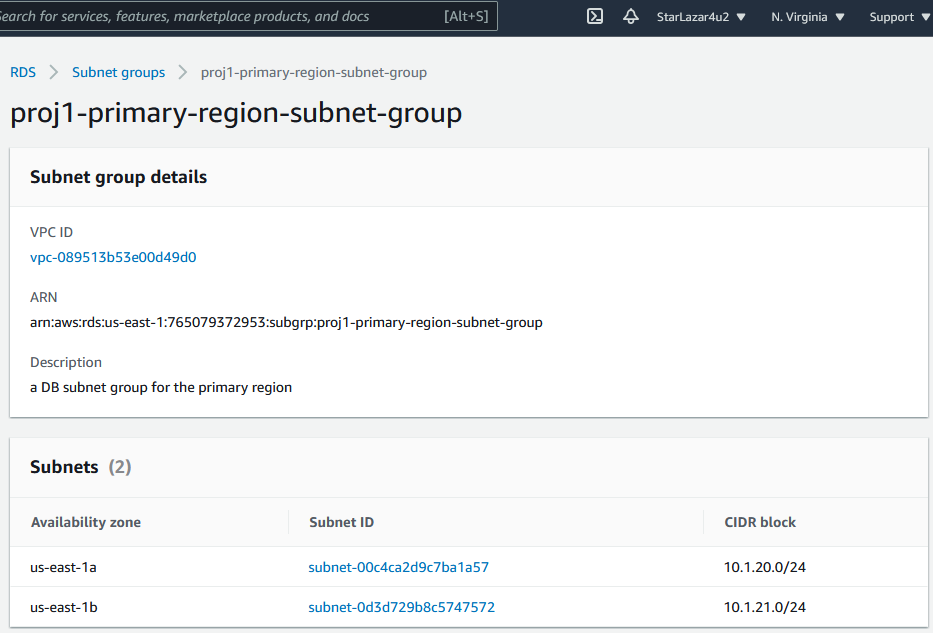 Search for services, features, marketplace products, and docs [Alt+S] StarLazar4u2 ▼ N. Virginia ▼ Support ▼
RDS > Subnet groups > proj1-primary-region-subnet-group
proj1-primary-region-subnet-group
Subnet group details
VPC ID
vpc-089513b53e00d49d0
ARN
arn:aws:rds:us-east-1:765079372953:subgrp:proj1-primary-region-subnet-group
Description
a DB subnet group for the primary region
Subnets (2)
Availability zone Subnet ID CIDR block
us-east-1a subnet-00c4ca2d9c7ba1a57 10.1.20.0/24
us-east-1b subnet-0d3d729b8c5747572 10.1.21.0/24